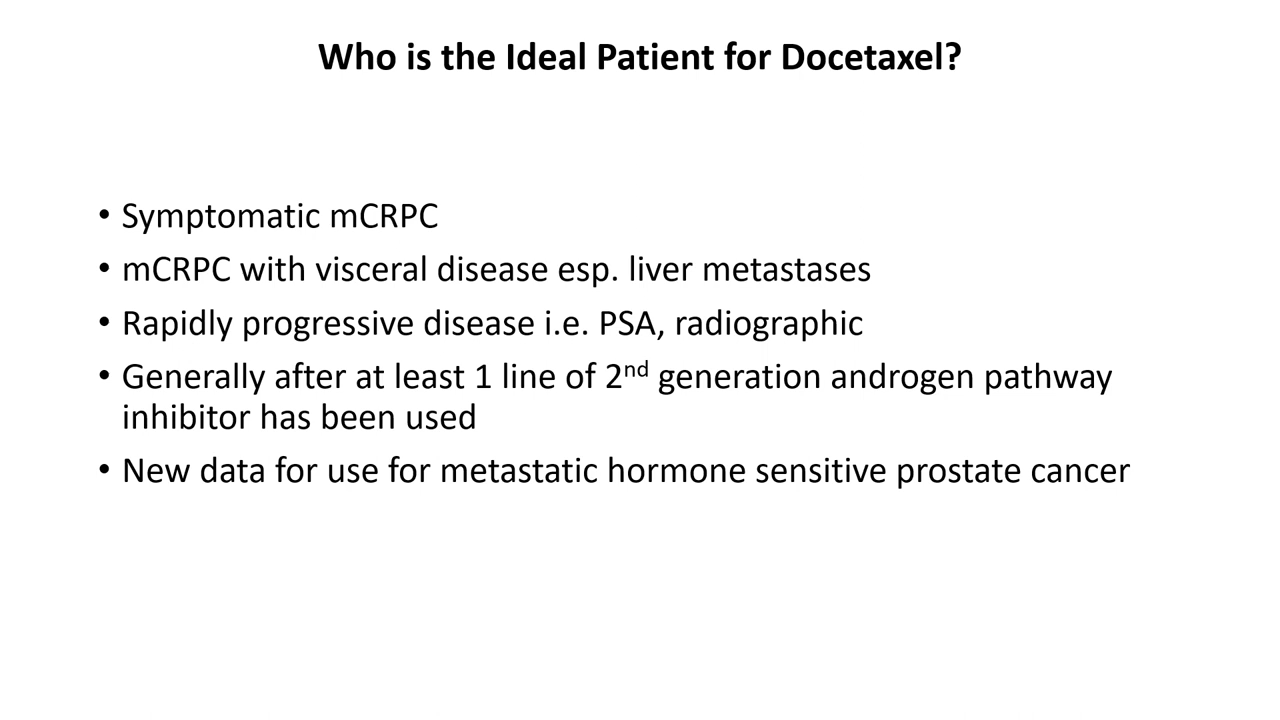 Who is the Ideal Patient for Docetaxel?
• Symptomatic mCRPC
• mCRPC with visceral disease esp. liver metastases
• Rapidly progressive disease i.e. PSA, radiographic
• Generally after at least 1 line of 2nd generation androgen pathway
inhibitor has been used
• New data for use for metastatic hormone sensitive prostate cancer